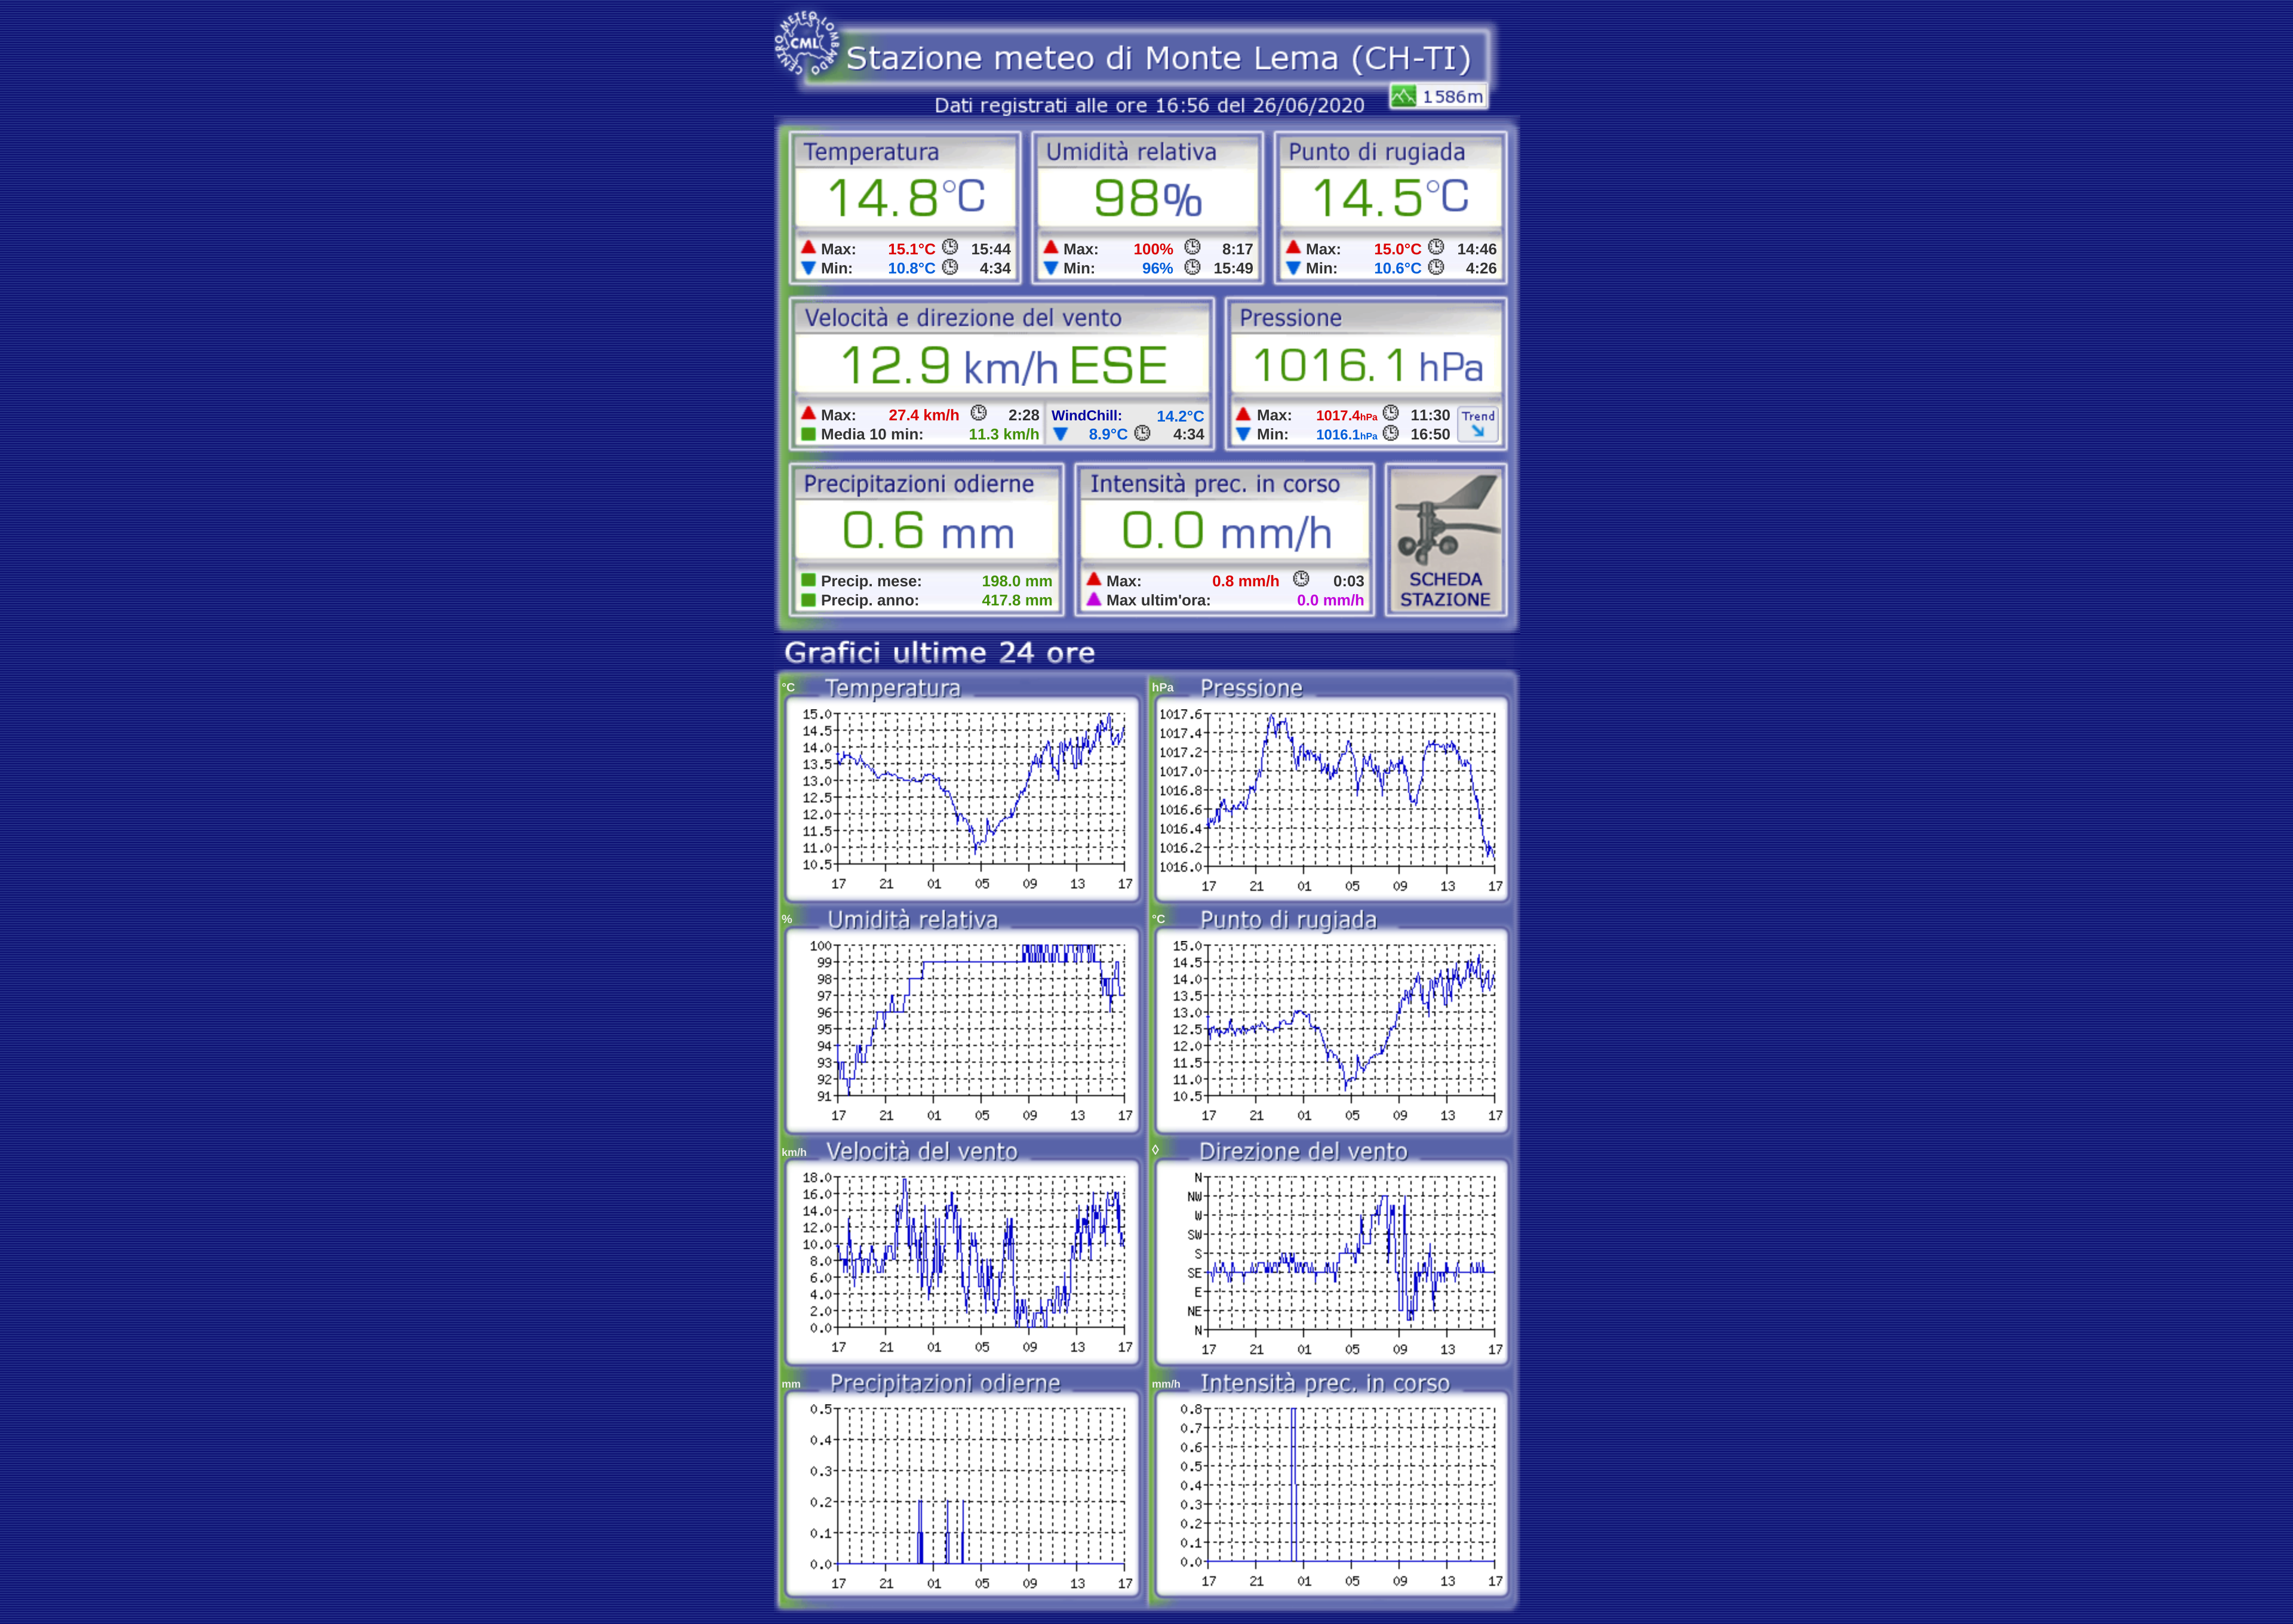 CENTRO METEO LOMBARDO
CML
Stazione meteo di Monte Lema (CH-TI)
Dati registrati alle ore 16:56 del 26/06/2020
1586m
Temperatura
14.8°C
Max: 15.1°C 15:44
Min: 10.8°C 4:34
Umidità relativa
98%
Max: 100% 8:17
Min: 96% 15:49
Punto di rugiada
14.5°C
Max: 15.0°C 14:46
Min: 10.6°C 4:26
Velocità e direzione del vento
12.9 km/h ESE
Max: 27.4 km/h 2:28
Media 10 min: 11.3 km/h
WindChill: 14.2°C
8.9°C 4:34
Pressione
1016.1 hPa
Max: 1017.4hPa 11:30
Min: 1016.1hPa 16:50
Trend
Precipitazioni odierne
0.6 mm
Precip. mese: 198.0 mm
Precip. anno: 417.8 mm
Intensità prec. in corso
0.0 mm/h
Max: 0.8 mm/h 0:03
Max ultim'ora: 0.0 mm/h
SCHEDA
STAZIONE
Grafici ultime 24 ore
°C Temperatura
15.0
14.5
14.0
13.5
13.0
12.5
12.0
11.5
11.0
10.5
17 21 01 05 09 13 17
hPa Pressione
1017.6
1017.4
1017.2
1017.0
1016.8
1016.6
1016.4
1016.2
1016.0
17 21 01 05 09 13 17
% Umidità relativa
100
99
98
97
96
95
94
93
92
91
17 21 01 05 09 13 17
°C Punto di rugiada
15.0
14.5
14.0
13.5
13.0
12.5
12.0
11.5
11.0
10.5
17 21 01 05 09 13 17
km/h Velocità del vento
18.0
16.0
14.0
12.0
10.0
8.0
6.0
4.0
2.0
0.0
17 21 01 05 09 13 17
◊ Direzione del vento
N
NW
W
SW
S
SE
E
NE
N
17 21 01 05 09 13 17
mm Precipitazioni odierne
0.5
0.4
0.3
0.2
0.1
0.0
17 21 01 05 09 13 17
mm/h Intensità prec. in corso
0.8
0.7
0.6
0.5
0.4
0.3
0.2
0.1
0.0
17 21 01 05 09 13 17